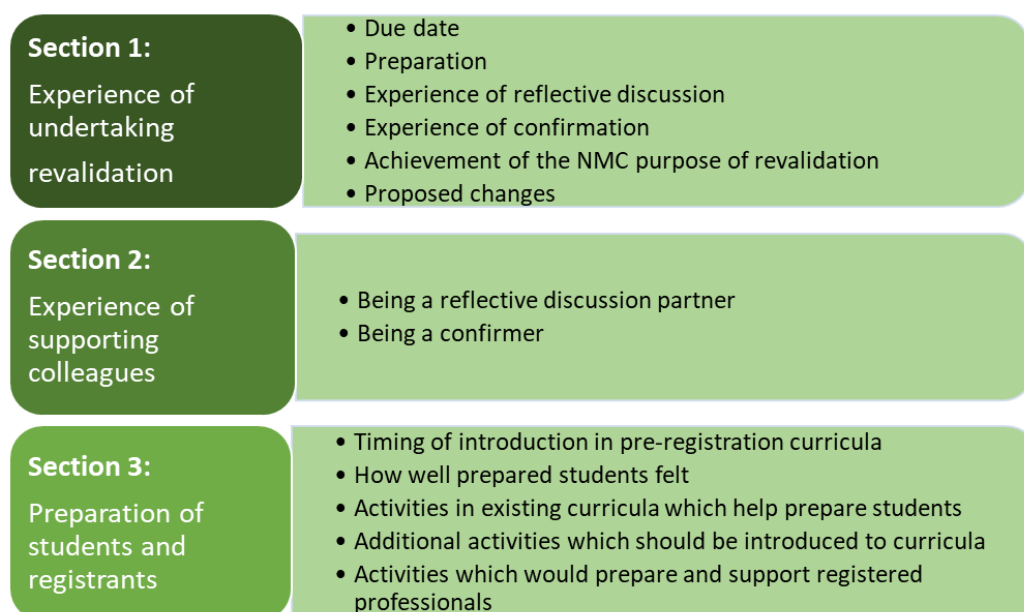 Section 1:
Experience of
undertaking
revalidation
• Due date
• Preparation
• Experience of reflective discussion
• Experience of confirmation
• Achievement of the NMC purpose of revalidation
• Proposed changes
Section 2:
Experience of
supporting
colleagues
• Being a reflective discussion partner
• Being a confirmer
Section 3:
Preparation of
students and
registrants
• Timing of introduction in pre-registration curricula
• How well prepared students felt
• Activities in existing curricula which help prepare students
• Additional activities which should be introduced to curricula
• Activities which would prepare and support registered
professionals